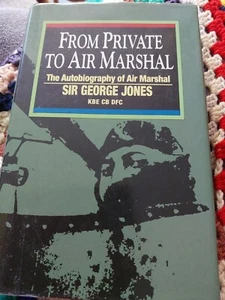 FROM PRIVATE
TO AIR MARSHAL
The Autobiography of Air Marshal
SIR GEORGE JONES
KBE CB DFC